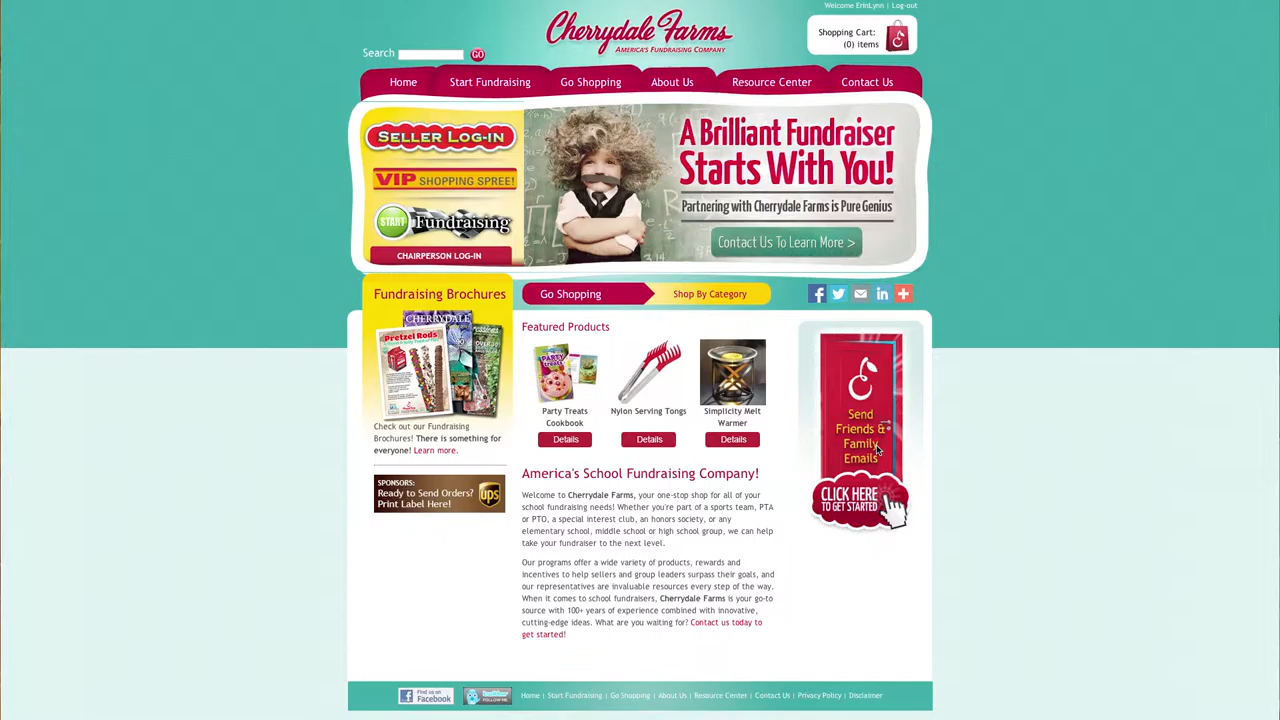 Welcome ErinLynn | Log-out
Cherrydale Farms
AMERICA'S FUNDRAISING COMPANY!
Shopping Cart:
(0) items
Search
GO
Home
Start Fundraising
Go Shopping
About Us
Resource Center
Contact Us
SELLER LOG-IN
VIP SHOPPING SPREE!
START Fundraising
CHAIRPERSON LOG-IN
A Brilliant Fundraiser
Starts With You!
Partnering with Cherrydale Farms is Pure Genius
Contact Us To Learn More >
Fundraising Brochures
CHERRYDALE
Pretzel Rods
Check out our Fundraising
Brochures! There is something for
everyone! Learn more.
SPONSORS:
Ready to Send Orders?
Print Label Here!
ups
Go Shopping
Shop By Category
Featured Products
PARTY
treats
Party Treats
Cookbook
Details
Nylon Serving Tongs
Details
Simplicity Melt
Warmer
Details
America's School Fundraising Company!
Welcome to Cherrydale Farms, your one-stop shop for all of your
school fundraising needs! Whether you're part of a sports team, PTA
or PTO, a special interest club, an honors society, or any
elementary school, middle school or high school group, we can help
take your fundraiser to the next level.
Our programs offer a wide variety of products, rewards and
incentives to help sellers and group leaders surpass their goals, and
our representatives are invaluable resources every step of the way.
When it comes to school fundraisers, Cherrydale Farms is your go-to
source with 100+ years of experience combined with innovative,
cutting-edge ideas. What are you waiting for? Contact us today to
get started!
Send
Friends &
Family
Emails
CLICK HERE
TO GET STARTED
Find us on
Facebook
FOLLOW ME
Home | Start Fundraising | Go Shopping | About Us | Resource Center | Contact Us | Privacy Policy | Disclaimer